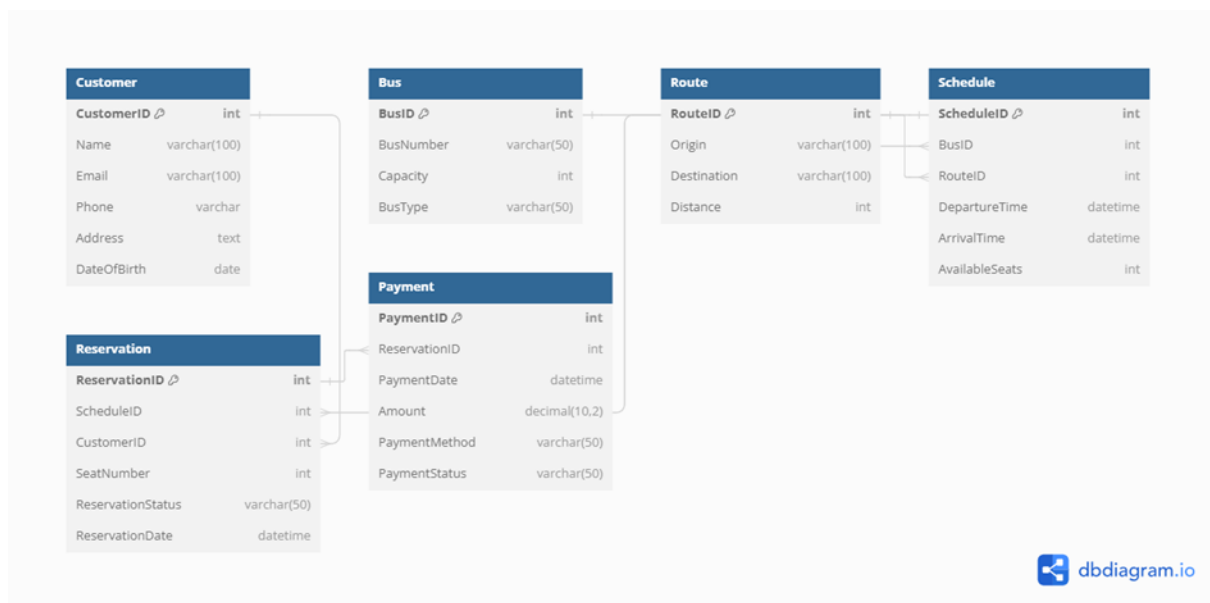 Customer
CustomerID int
Name varchar(100)
Email varchar(100)
Phone varchar
Address text
DateOfBirth date
Bus
BusID int
BusNumber varchar(50)
Capacity int
BusType varchar(50)
Route
RouteID int
Origin varchar(100)
Destination varchar(100)
Distance int
Schedule
ScheduleID int
BusID int
RouteID int
DepartureTime datetime
ArrivalTime datetime
AvailableSeats int
Payment
PaymentID int
ReservationID int
PaymentDate datetime
Amount decimal(10,2)
PaymentMethod varchar(50)
PaymentStatus varchar(50)
Reservation
ReservationID int
ScheduleID int
CustomerID int
SeatNumber int
ReservationStatus varchar(50)
ReservationDate datetime
dbdiagram.io